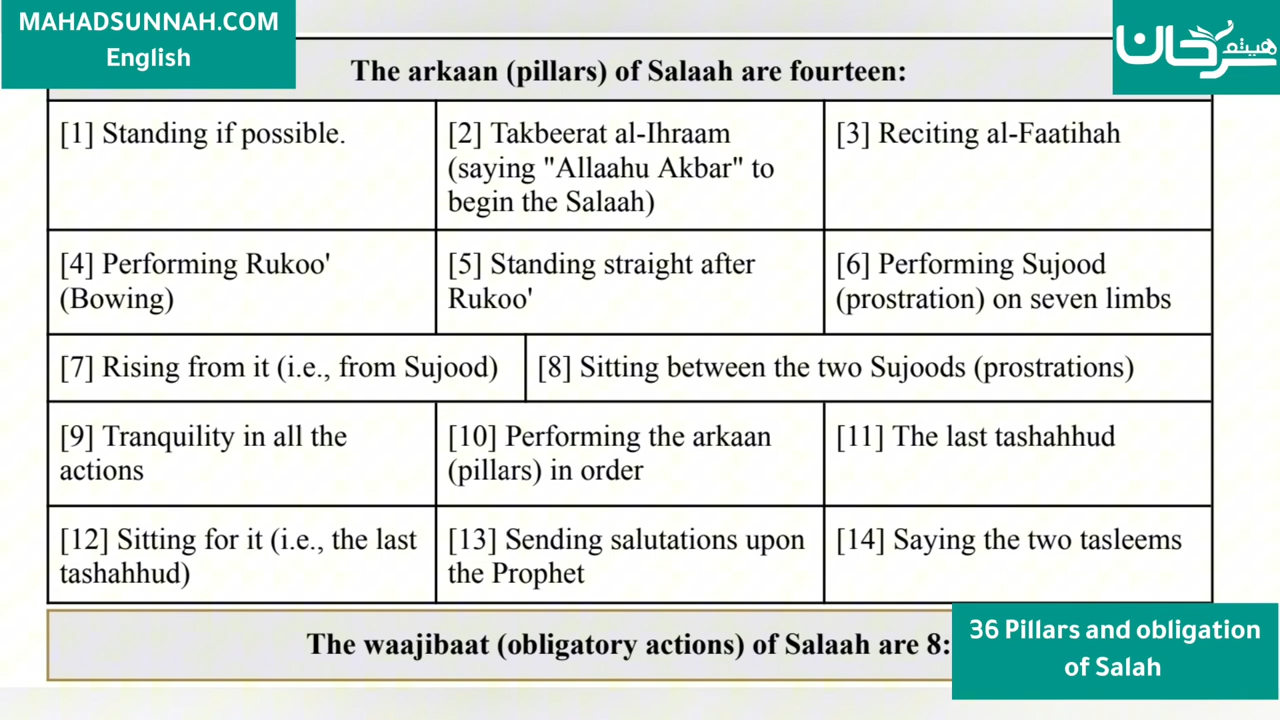 MAHADSUNNAH.COM
English
هيثم سرحان
The arkaan (pillars) of Salaah are fourteen:
[1] Standing if possible.
[2] Takbeerat al-Ihraam
(saying "Allaahu Akbar" to
begin the Salaah)
[3] Reciting al-Faatihah
[4] Performing Rukoo'
(Bowing)
[5] Standing straight after
Rukoo'
[6] Performing Sujood
(prostration) on seven limbs
[7] Rising from it (i.e., from Sujood)
[8] Sitting between the two Sujoods (prostrations)
[9] Tranquility in all the
actions
[10] Performing the arkaan
(pillars) in order
[11] The last tashahhud
[12] Sitting for it (i.e., the last
tashahhud)
[13] Sending salutations upon
the Prophet
[14] Saying the two tasleems
The waajibaat (obligatory actions) of Salaah are 8:
36 Pillars and obligation
of Salah